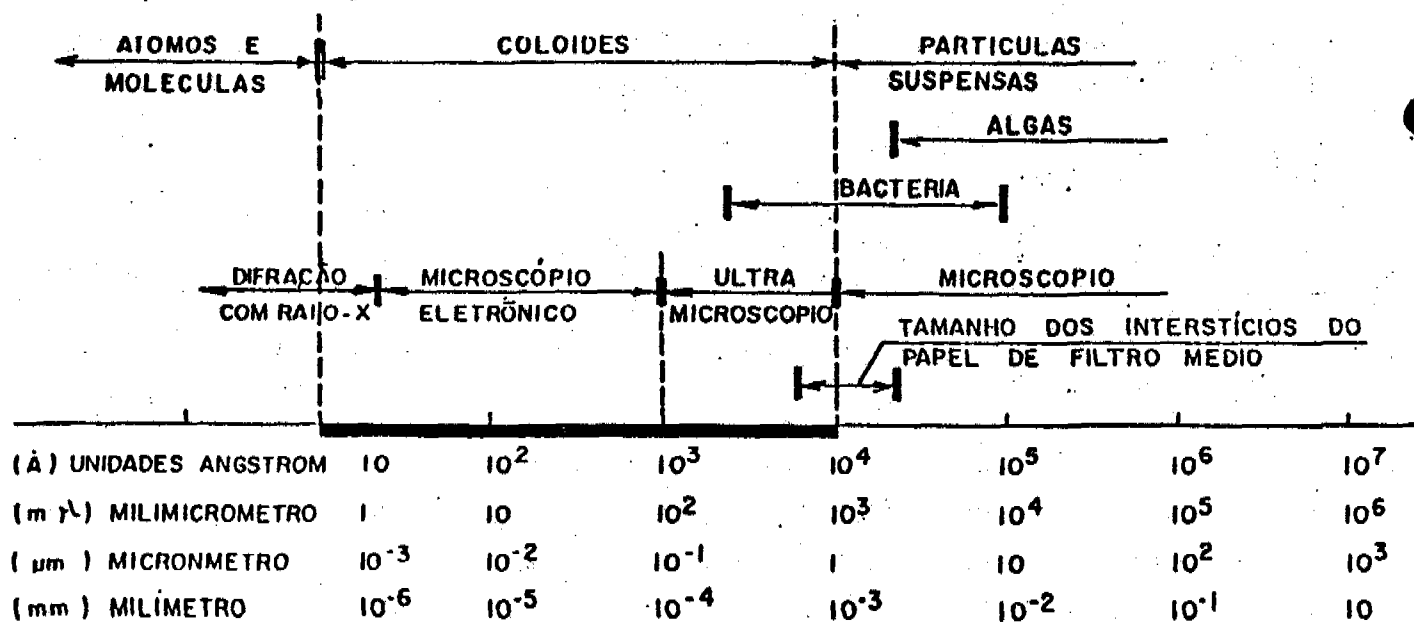 ATOMOS E MOLECULAS
COLOIDES
PARTICULAS SUSPENSAS
ALGAS
BACTERIA
DIFRAÇÃO COM RAIO-X
MICROSCÓPIO ELETRÕNICO
ULTRA MICROSCOPIO
MICROSCOPIO
TAMANHO DOS INTERSTÍCIOS DO
PAPEL DE FILTRO MEDIO
(Å) UNIDADES ANGSTROM 10 10² 10³ 10⁴ 10⁵ 10⁶ 10⁷
(mμ) MILIMICROMETRO 1 10 10² 10³ 10⁴ 10⁵ 10⁶
(μm) MICRONMETRO 10⁻³ 10⁻² 10⁻¹ 1 10 10² 10³
(mm) MILÍMETRO 10⁻⁶ 10⁻⁵ 10⁻⁴ 10⁻³ 10⁻² 10⁻¹ 10